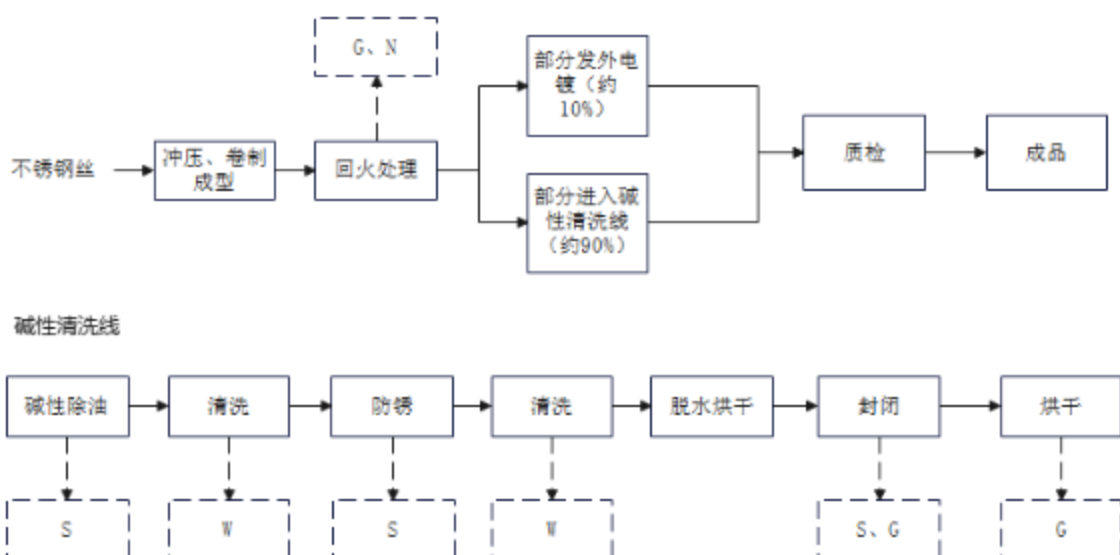 G、N
不锈钢丝
冲压、卷制
成型
回火处理
部分发外电
镀（约
10%）
部分进入碱
性清洗线
（约90%）
质检
成品
碱性清洗线
碱性除油
清洗
防锈
清洗
脱水烘干
封闭
烘干
S
W
S
W
S、G
G